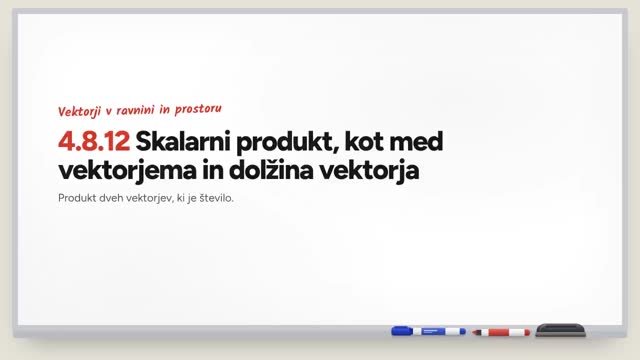 Vektorji v ravnini in prostoru
4.8.12 Skalarni produkt, kot med
vektorjema in dolžina vektorja
Produkt dveh vektorjev, ki je število.